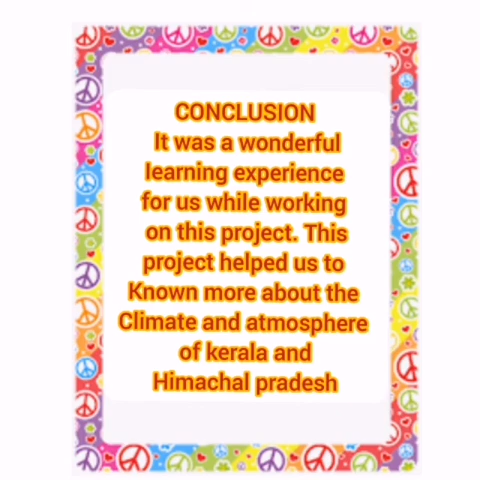 CONCLUSION
It was a wonderful
learning experience
for us while working
on this project. This
project helped us to
Known more about the
Climate and atmosphere
of kerala and
Himachal pradesh